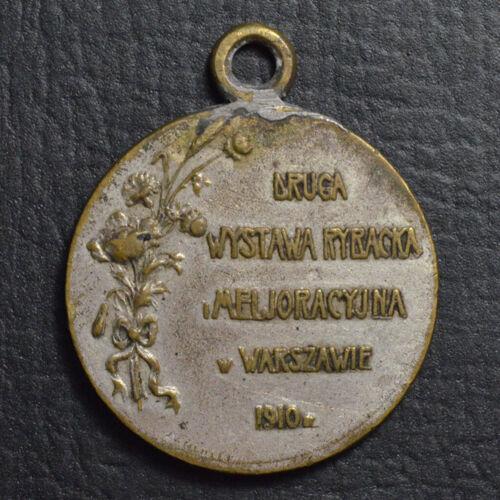 DRUGA
WYSTAWA RYBACKA
i MELJORACYJNA
w WARSZAWIE
1910 r.